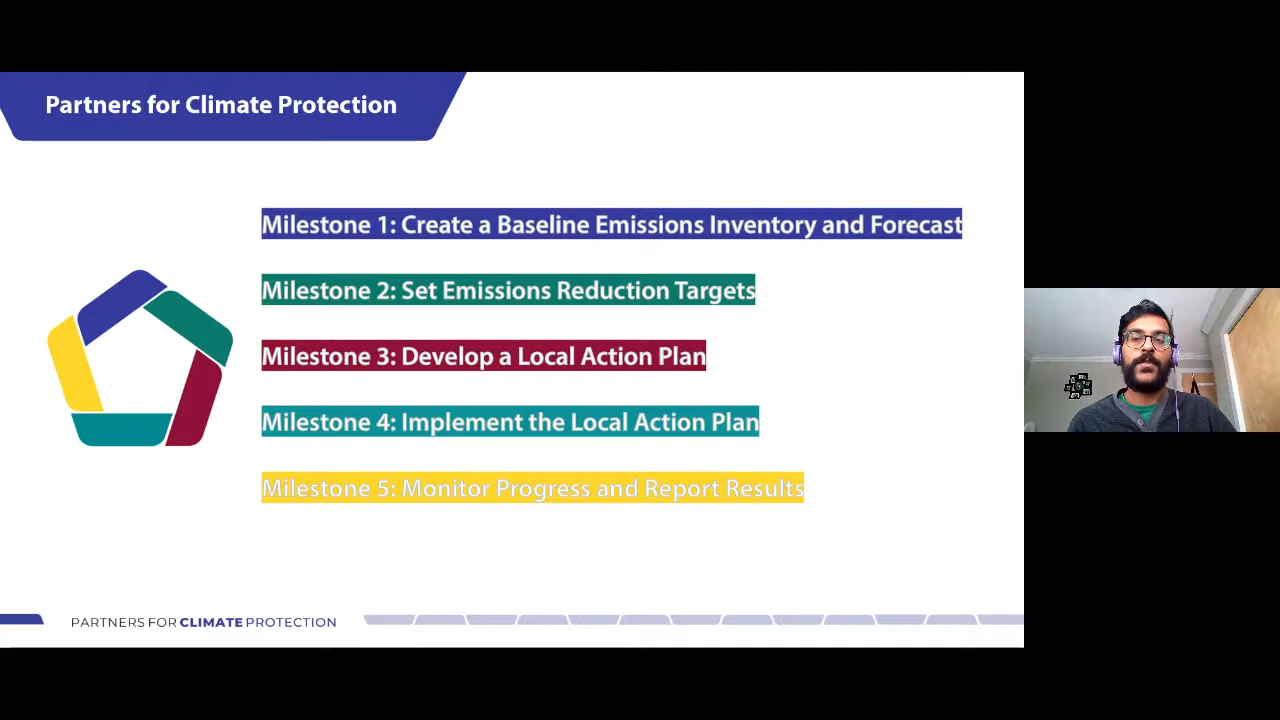 Partners for Climate Protection
Milestone 1: Create a Baseline Emissions Inventory and Forecast
Milestone 2: Set Emissions Reduction Targets
Milestone 3: Develop a Local Action Plan
Milestone 4: Implement the Local Action Plan
Milestone 5: Monitor Progress and Report Results
PARTNERS FOR CLIMATE PROTECTION